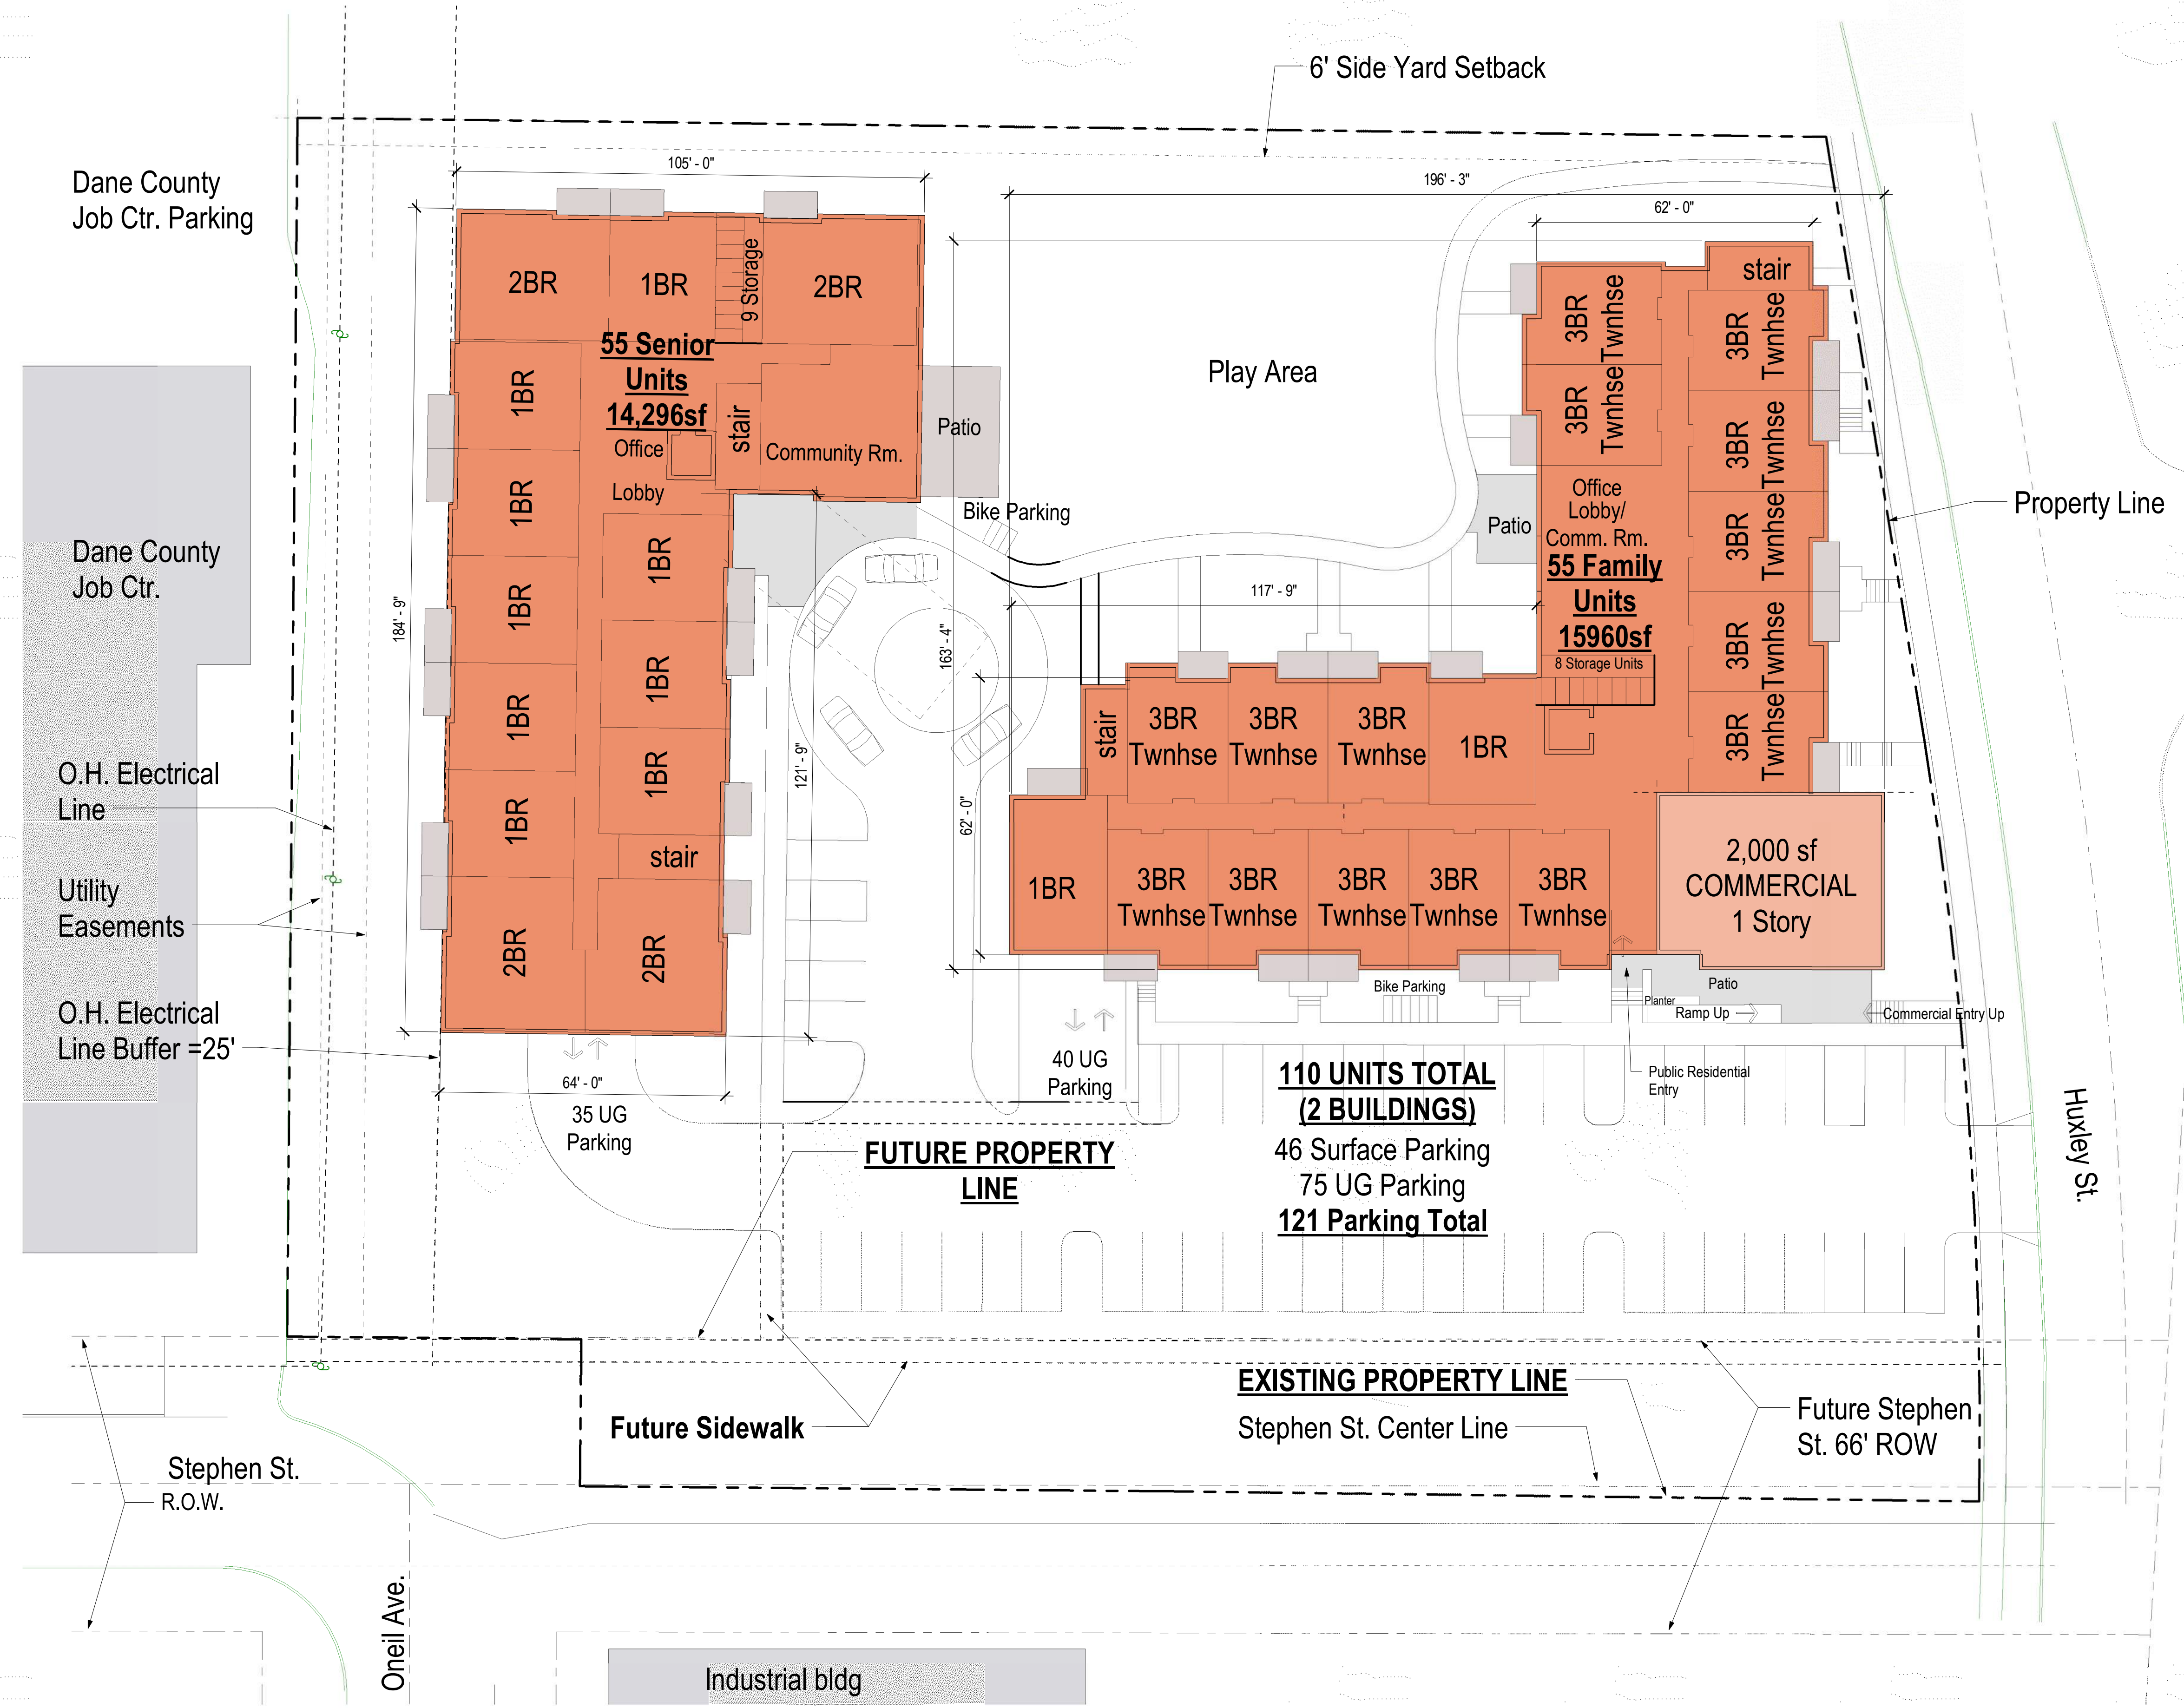 6' Side Yard Setback
105' - 0"
196' - 3"
62' - 0"
Dane County
Job Ctr. Parking
2BR
1BR
9 Storage
2BR
55 Senior
Units
14,296sf
1BR
Office
stair
Community Rm.
Patio
Lobby
1BR
1BR
1BR
1BR
1BR
1BR
1BR
stair
2BR
2BR
184' - 9"
121' - 9"
64' - 0"
35 UG
Parking
Dane County
Job Ctr.
O.H. Electrical
Line
Utility
Easements
O.H. Electrical
Line Buffer =25'
Play Area
Bike Parking
163' - 4"
117' - 9"
62' - 0"
stair
3BR
Twnhse
3BR
Twnhse
stair
3BR
Twnhse
3BR
Twnhse
3BR
Twnhse
3BR
Twnhse
3BR
Twnhse
Office
Lobby/
Comm. Rm.
Patio
55 Family
Units
15960sf
8 Storage Units
Property Line
3BR
Twnhse
3BR
Twnhse
3BR
Twnhse
1BR
1BR
3BR
Twnhse
3BR
Twnhse
3BR
Twnhse
3BR
Twnhse
3BR
Twnhse
2,000 sf
COMMERCIAL
1 Story
Bike Parking
Patio
Planter
Ramp Up
Commercial Entry Up
Public Residential
Entry
40 UG
Parking
110 UNITS TOTAL
(2 BUILDINGS)
46 Surface Parking
75 UG Parking
121 Parking Total
Huxley St.
FUTURE PROPERTY
LINE
EXISTING PROPERTY LINE
Stephen St. Center Line
Future Sidewalk
Future Stephen
St. 66' ROW
Stephen St.
R.O.W.
Oneil Ave.
Industrial bldg